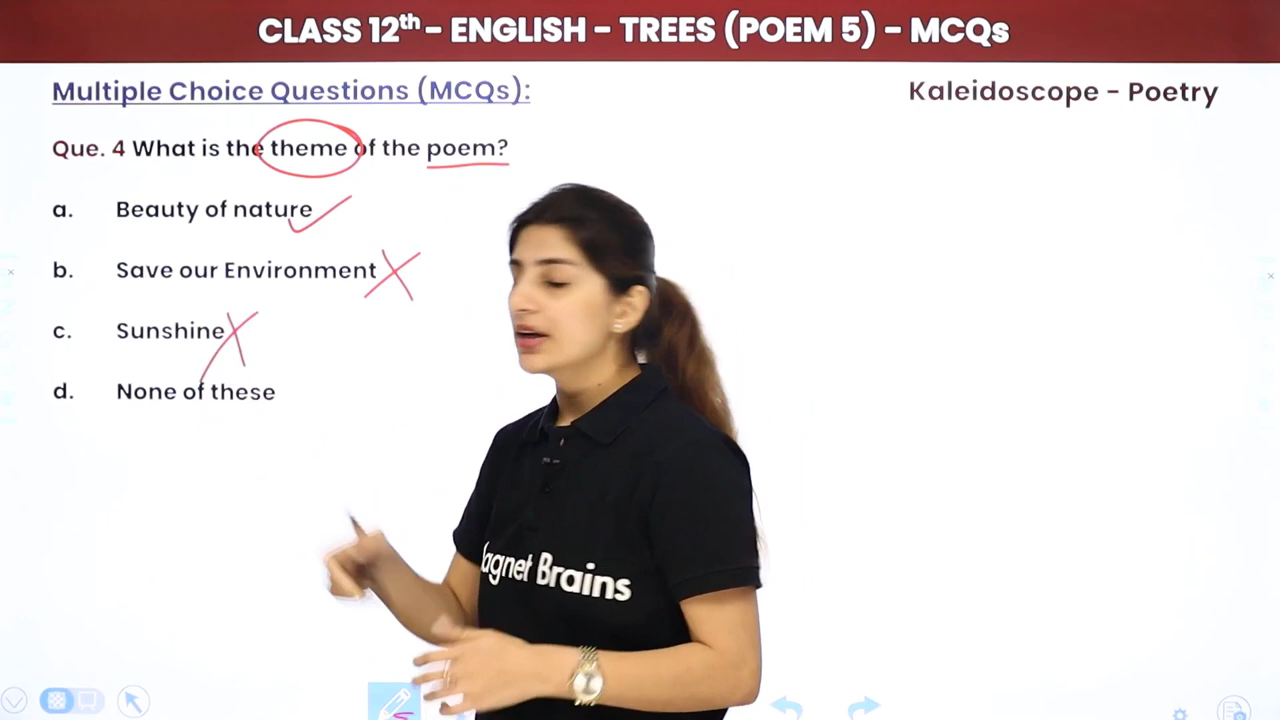 CLASS 12th - ENGLISH - TREES (POEM 5) - MCQs
Multiple Choice Questions (MCQs):
Kaleidoscope - Poetry
Que. 4 What is the theme of the poem?
a. Beauty of nature
b. Save our Environment
c. Sunshine
d. None of these
agnet Brains